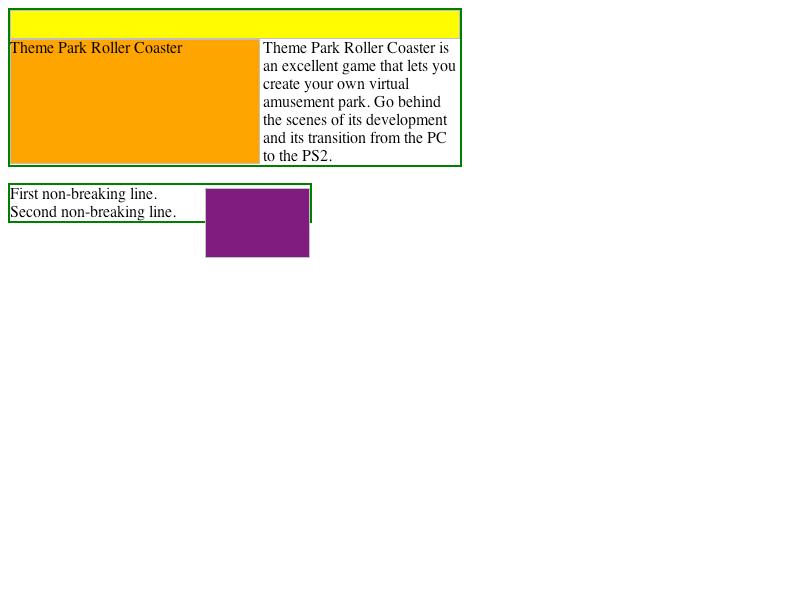 Theme Park Roller Coaster
Theme Park Roller Coaster is
an excellent game that lets you
create your own virtual
amusement park. Go behind
the scenes of its development
and its transition from the PC
to the PS2.
First non-breaking line.
Second non-breaking line.